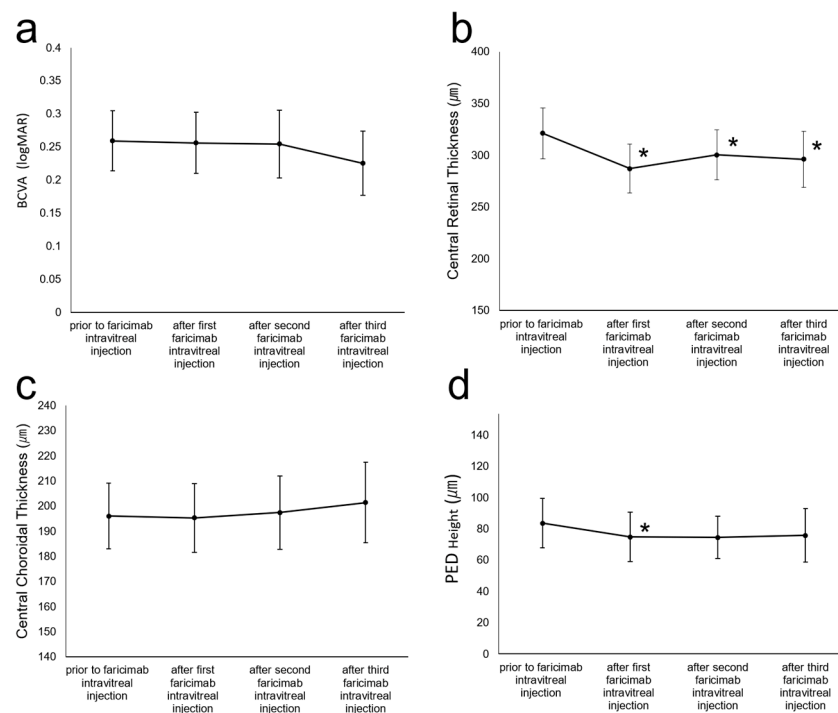 a
BCVA (logMAR)
0.4
0.35
0.3
0.25
0.2
0.15
0.1
0.05
0
prior to faricimab
intravitreal
injection
after first
faricimab
intravitreal
injection
after second
faricimab
intravitreal
injection
after third
faricimab
intravitreal
injection
b
Central Retinal Thickness (㎛)
400
350
300
250
200
150
*
*
*
prior to faricimab
intravitreal
injection
after first
faricimab
intravitreal
injection
after second
faricimab
intravitreal
injection
after third
faricimab
intravitreal
injection
c
Central Choroidal Thickness (㎛)
240
230
220
210
200
190
180
170
160
150
140
prior to faricimab
intravitreal
injection
after first
faricimab
intravitreal
injection
after second
faricimab
intravitreal
injection
after third
faricimab
intravitreal
injection
d
PED Height (㎛)
140
120
100
80
60
40
20
0
*
prior to faricimab
intravitreal
injection
after first
faricimab
intravitreal
injection
after second
faricimab
intravitreal
injection
after third
faricimab
intravitreal
injection